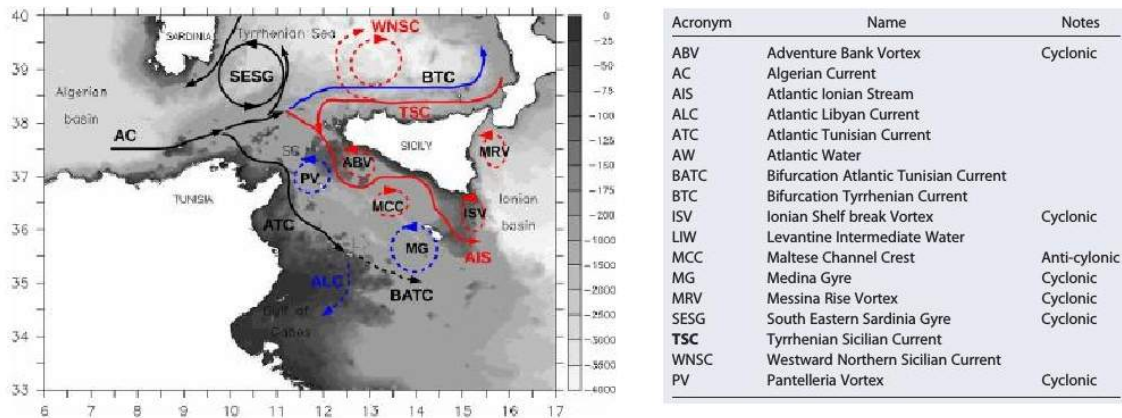 40
39
38
37
36
35
34
33
6 7 8 9 10 11 12 13 14 15 16 17
SARDINIA
Tyrrhenian Sea
WNSC
SESG
BTC
Algerian
basin
AC
TSC
SICILY
MRV
ABV
PV
TUNISIA
MCC
ISV
Ionian
basin
ATC
MG
AIS
ALC
BATC
Gulf of
Gabes
0
-25
-50
-75
-100
-125
-150
-175
-200
-1000
-1500
-2000
-2500
-3000
-3500
-4000
Acronym Name Notes
ABV Adventure Bank Vortex Cyclonic
AC Algerian Current
AIS Atlantic Ionian Stream
ALC Atlantic Libyan Current
ATC Atlantic Tunisian Current
AW Atlantic Water
BATC Bifurcation Atlantic Tunisian Current
BTC Bifurcation Tyrrhenian Current
ISV Ionian Shelf break Vortex Cyclonic
LIW Levantine Intermediate Water
MCC Maltese Channel Crest Anti-cylonic
MG Medina Gyre Cyclonic
MRV Messina Rise Vortex Cyclonic
SESG South Eastern Sardinia Gyre Cyclonic
TSC Tyrrhenian Sicilian Current
WNSC Westward Northern Sicilian Current
PV Pantelleria Vortex Cyclonic